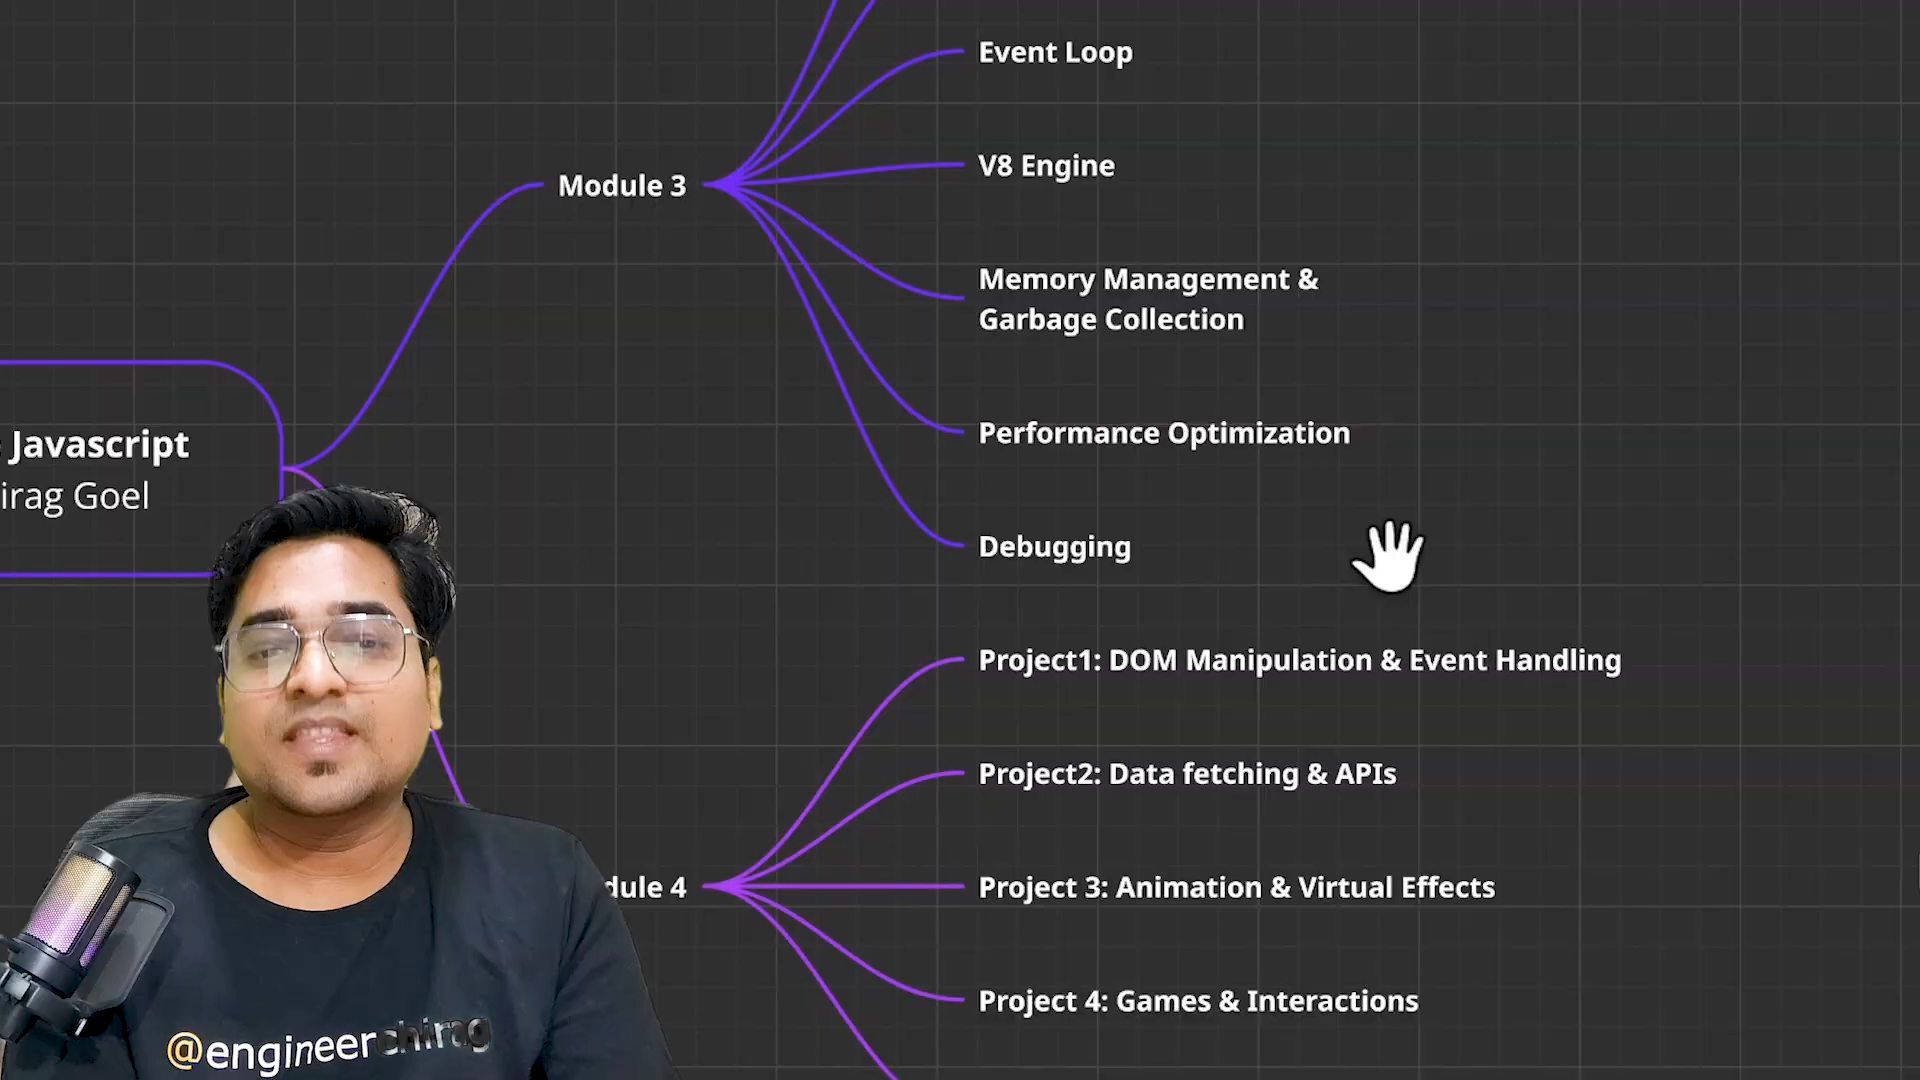 Event Loop
V8 Engine
Module 3
Memory Management &
Garbage Collection
Javascript
Performance Optimization
irag Goel
Debugging
Project1: DOM Manipulation & Event Handling
Project2: Data fetching & APIs
dule 4
Project 3: Animation & Virtual Effects
Project 4: Games & Interactions
@engineerchirag